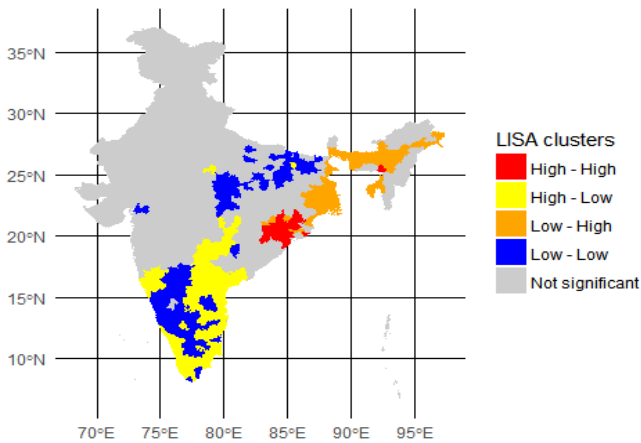 35°N
30°N
25°N
20°N
15°N
10°N
70°E 75°E 80°E 85°E 90°E 95°E
LISA clusters
High - High
High - Low
Low - High
Low - Low
Not significant